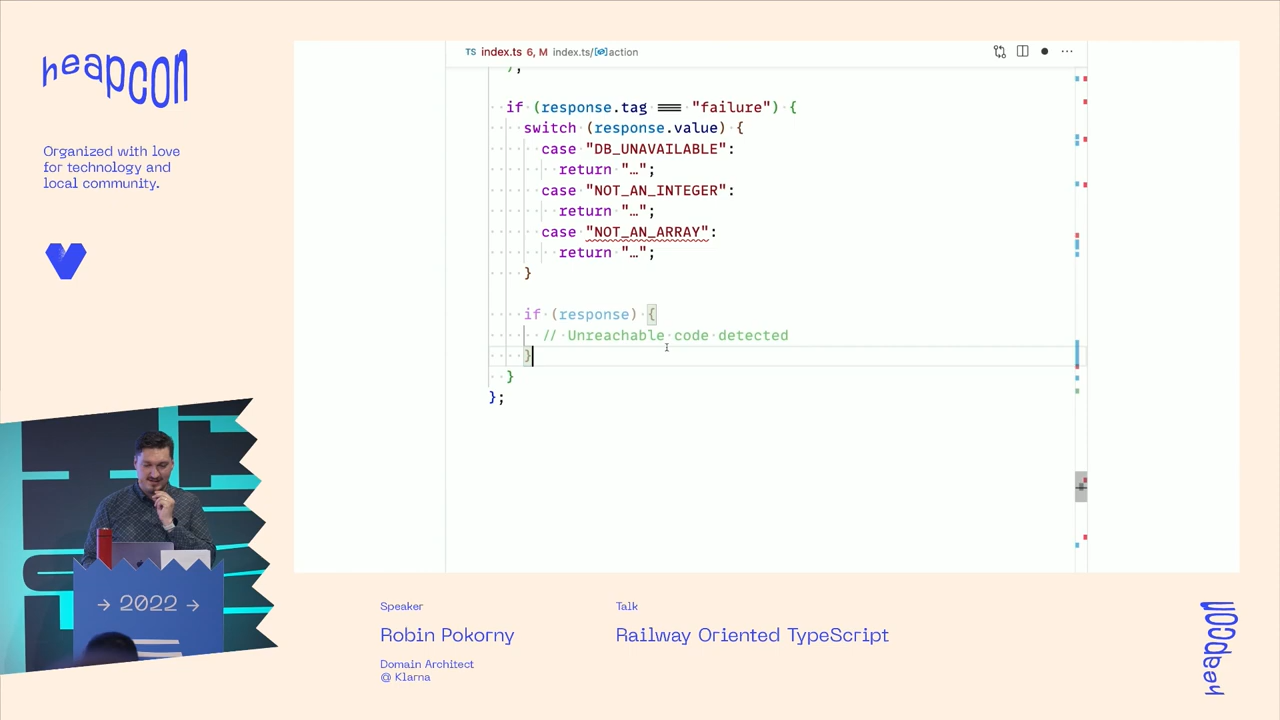 heapcon
Organized with love
for technology and
local community.
TS index.ts 6, M index.ts/action
);
if (response.tag === "failure") {
switch (response.value) {
case "DB_UNAVAILABLE":
return "…";
case "NOT_AN_INTEGER":
return "…";
case "NOT_AN_ARRAY":
return "…";
}
if (response) {
// Unreachable code detected
}
}
};
→ 2022 →
Speaker
Robin Pokorny
Domain Architect
@ Klarna
Talk
Railway Oriented TypeScript
heapcon